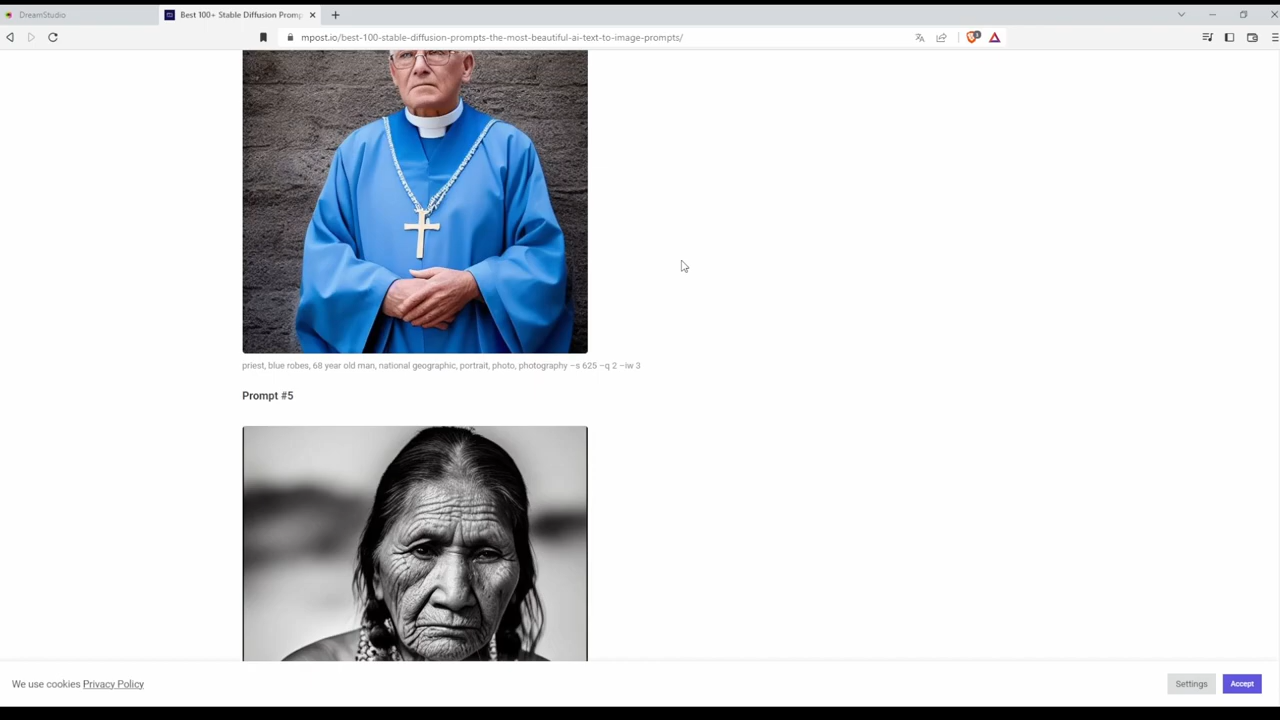 DreamStudio
Best 100+ Stable Diffusion Promp
mpost.io/best-100-stable-diffusion-prompts-the-most-beautiful-ai-text-to-image-prompts/
1
priest, blue robes, 68 year old man, national geographic, portrait, photo, photography –s 625 –q 2 –iw 3
Prompt #5
We use cookies Privacy Policy
Settings
Accept